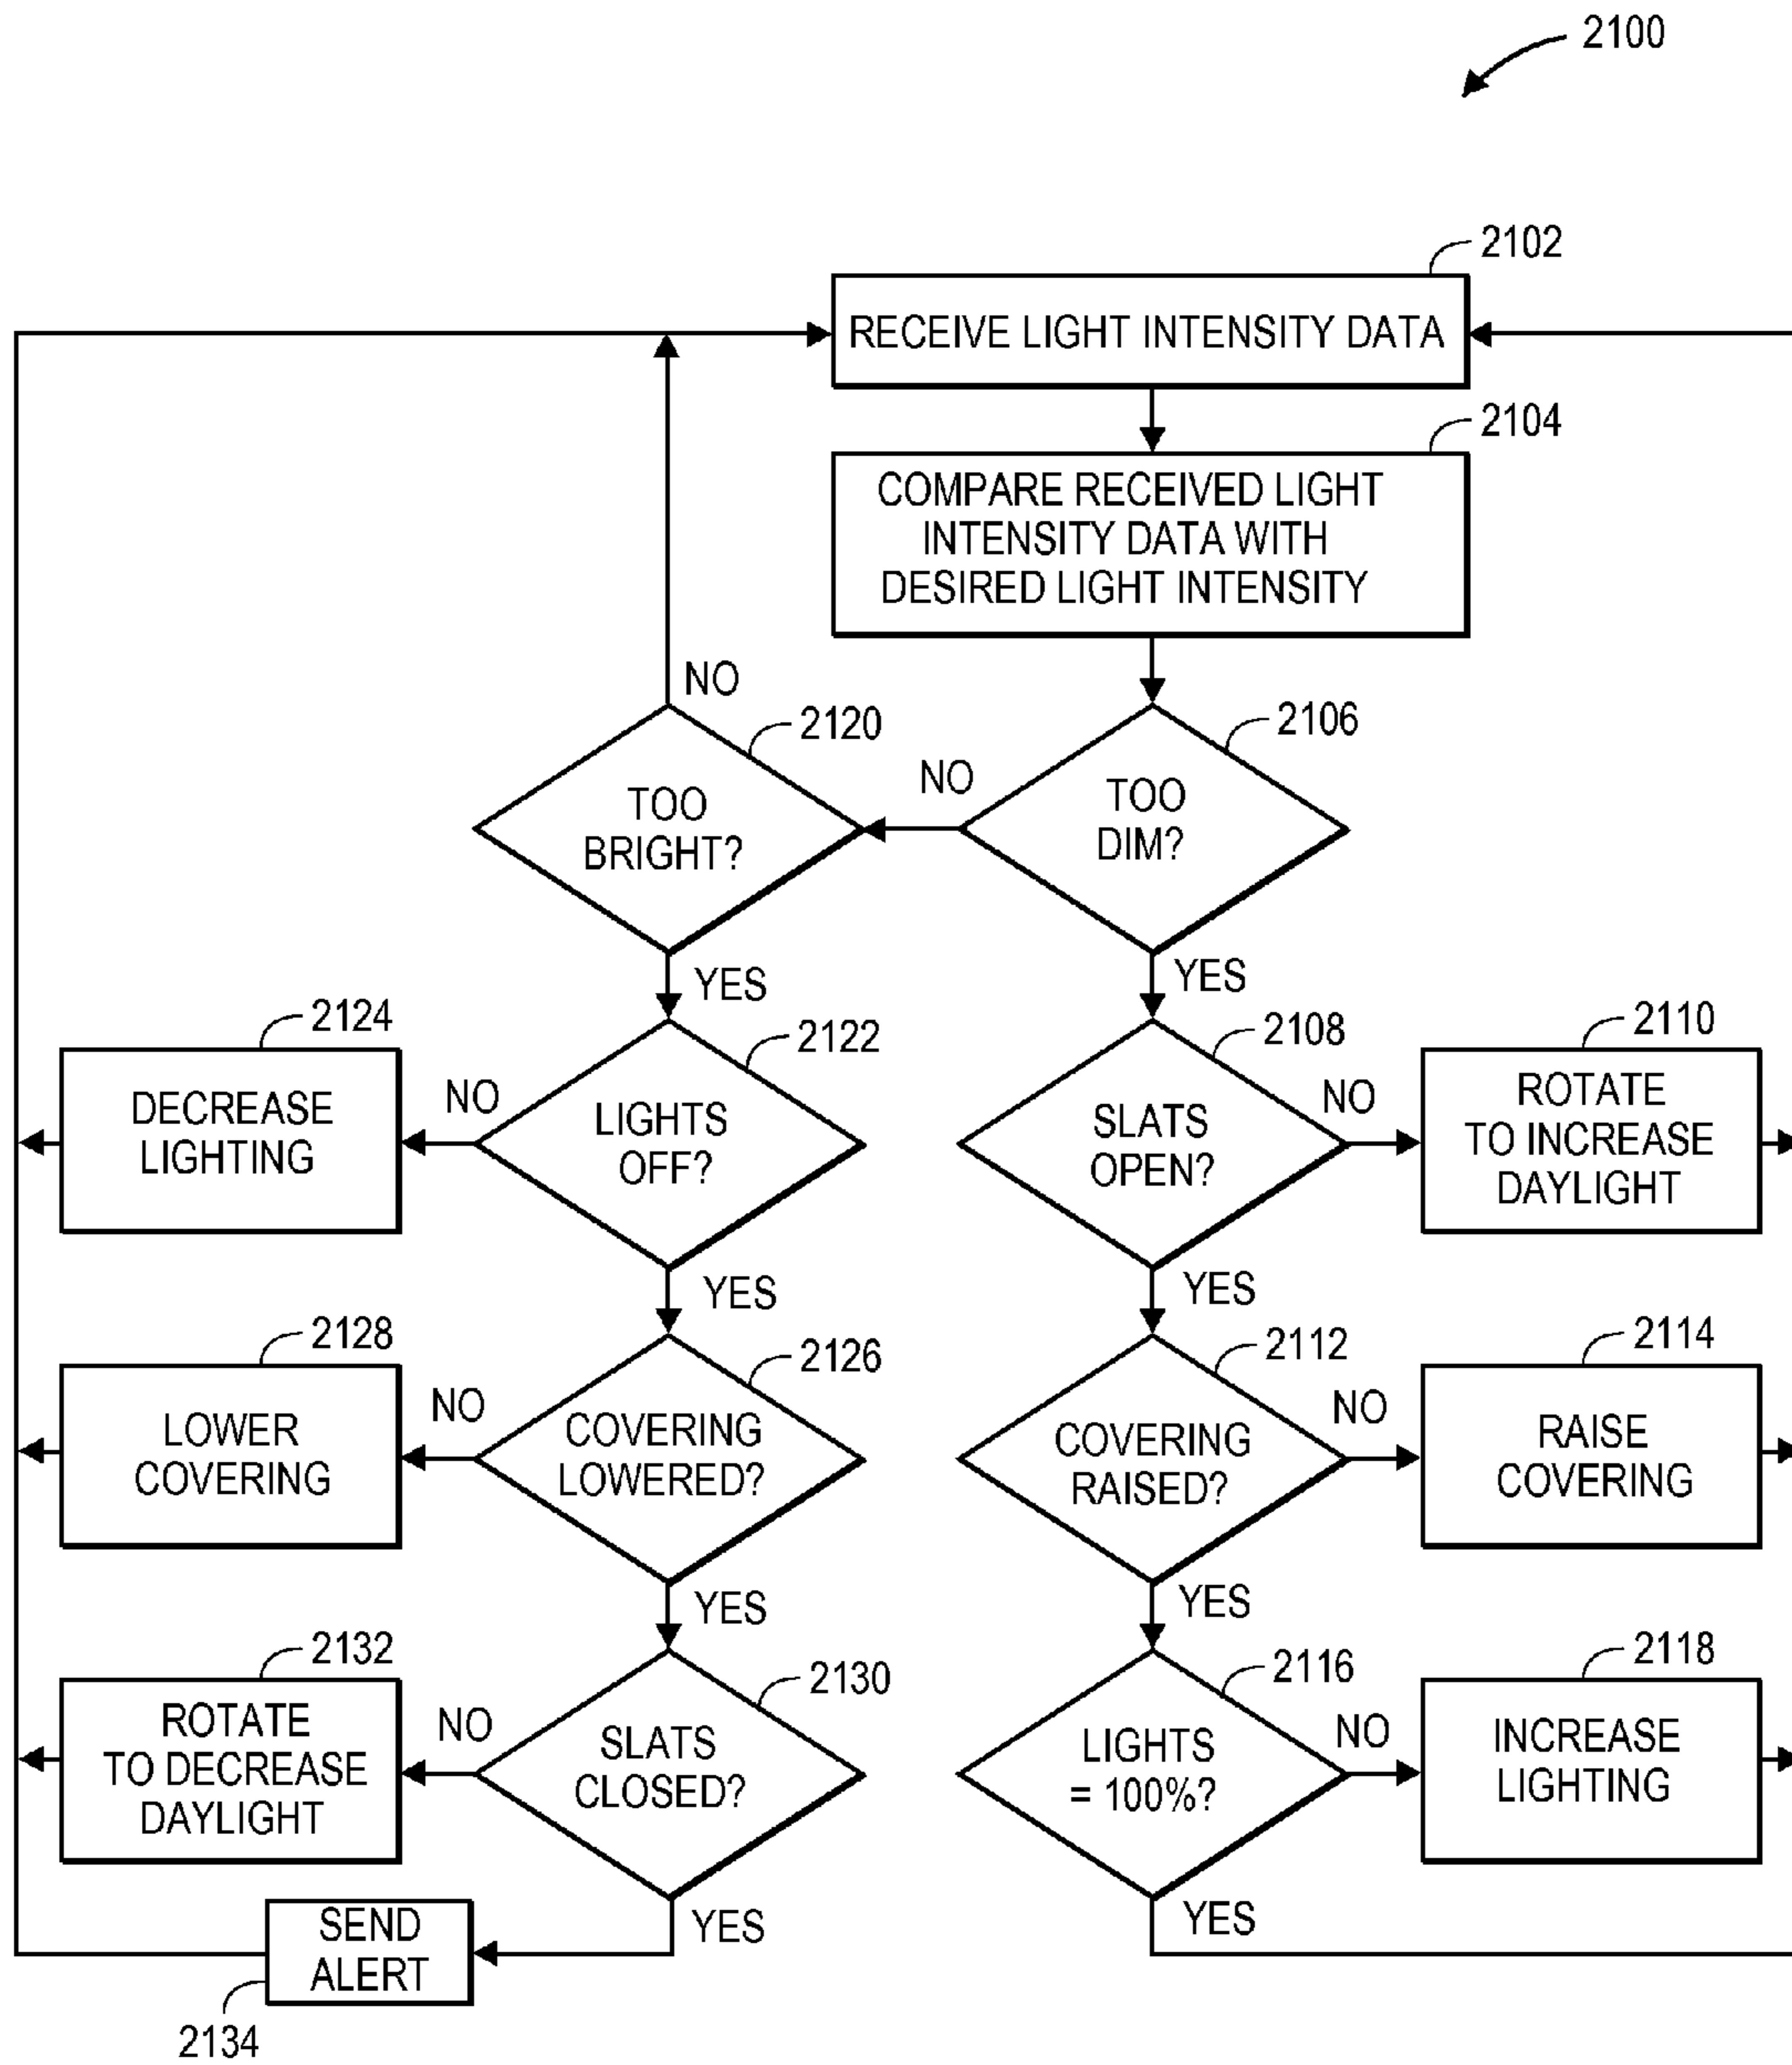 2100
2102
RECEIVE LIGHT INTENSITY DATA
2104
COMPARE RECEIVED LIGHT
INTENSITY DATA WITH
DESIRED LIGHT INTENSITY
NO
2120
TOO
BRIGHT?
NO
2106
TOO
DIM?
YES
YES
2124
DECREASE
LIGHTING
NO
2122
LIGHTS
OFF?
2108
SLATS
OPEN?
NO
2110
ROTATE
TO INCREASE
DAYLIGHT
YES
YES
2128
LOWER
COVERING
NO
2126
COVERING
LOWERED?
2112
COVERING
RAISED?
NO
2114
RAISE
COVERING
YES
YES
2132
ROTATE
TO DECREASE
DAYLIGHT
NO
2130
SLATS
CLOSED?
2116
LIGHTS
= 100%?
NO
2118
INCREASE
LIGHTING
YES
YES
SEND
ALERT
2134